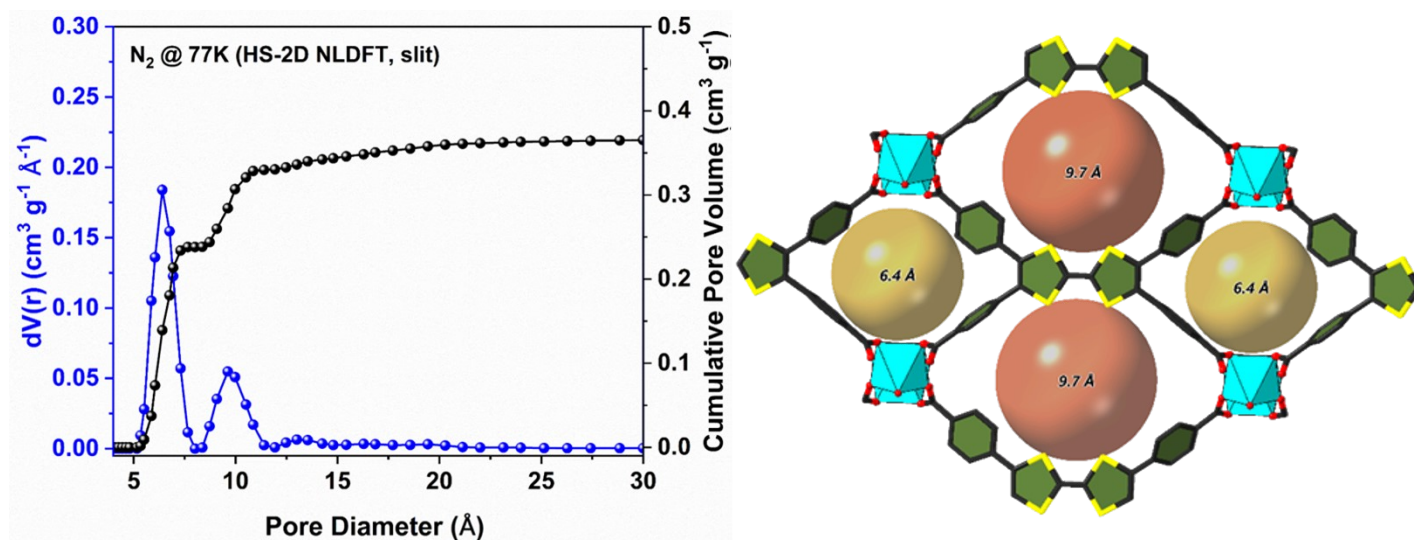 N₂ @ 77K (HS-2D NLDFT, slit)
dV(r) (cm³ g⁻¹ Å⁻¹)
0.30
0.25
0.20
0.15
0.10
0.05
0.00
0.5
0.4
0.3
0.2
0.1
0.0
Cumulative Pore Volume (cm³ g⁻¹)
5 10 15 20 25 30
Pore Diameter (Å)
9.7 Å
6.4 Å
6.4 Å
9.7 Å